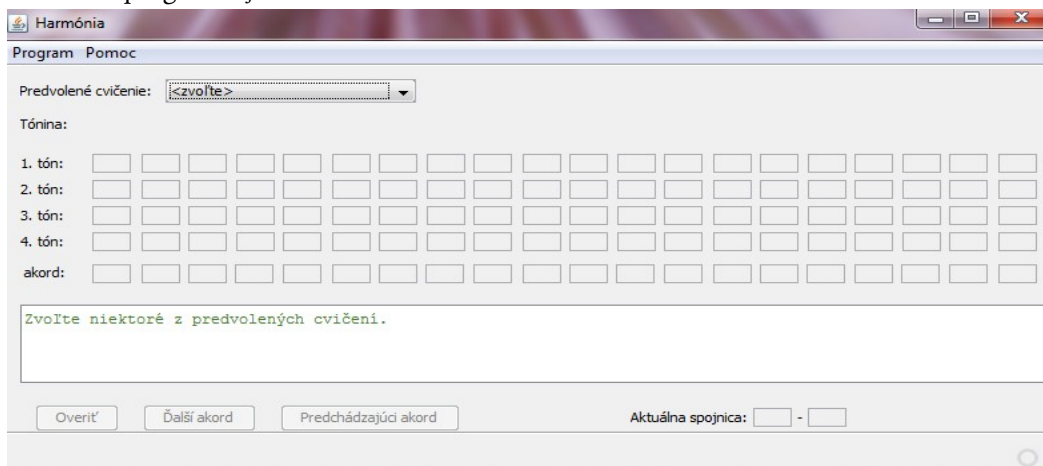 Harmónia
Program Pomoc
Predvolené cvičenie: <zvoľte>
Tónina:
1. tón:
2. tón:
3. tón:
4. tón:
akord:
Zvoľte niektoré z predvolených cvičení.
Overiť Ďalší akord Predchádzajúci akord Aktuálna spojnica: -